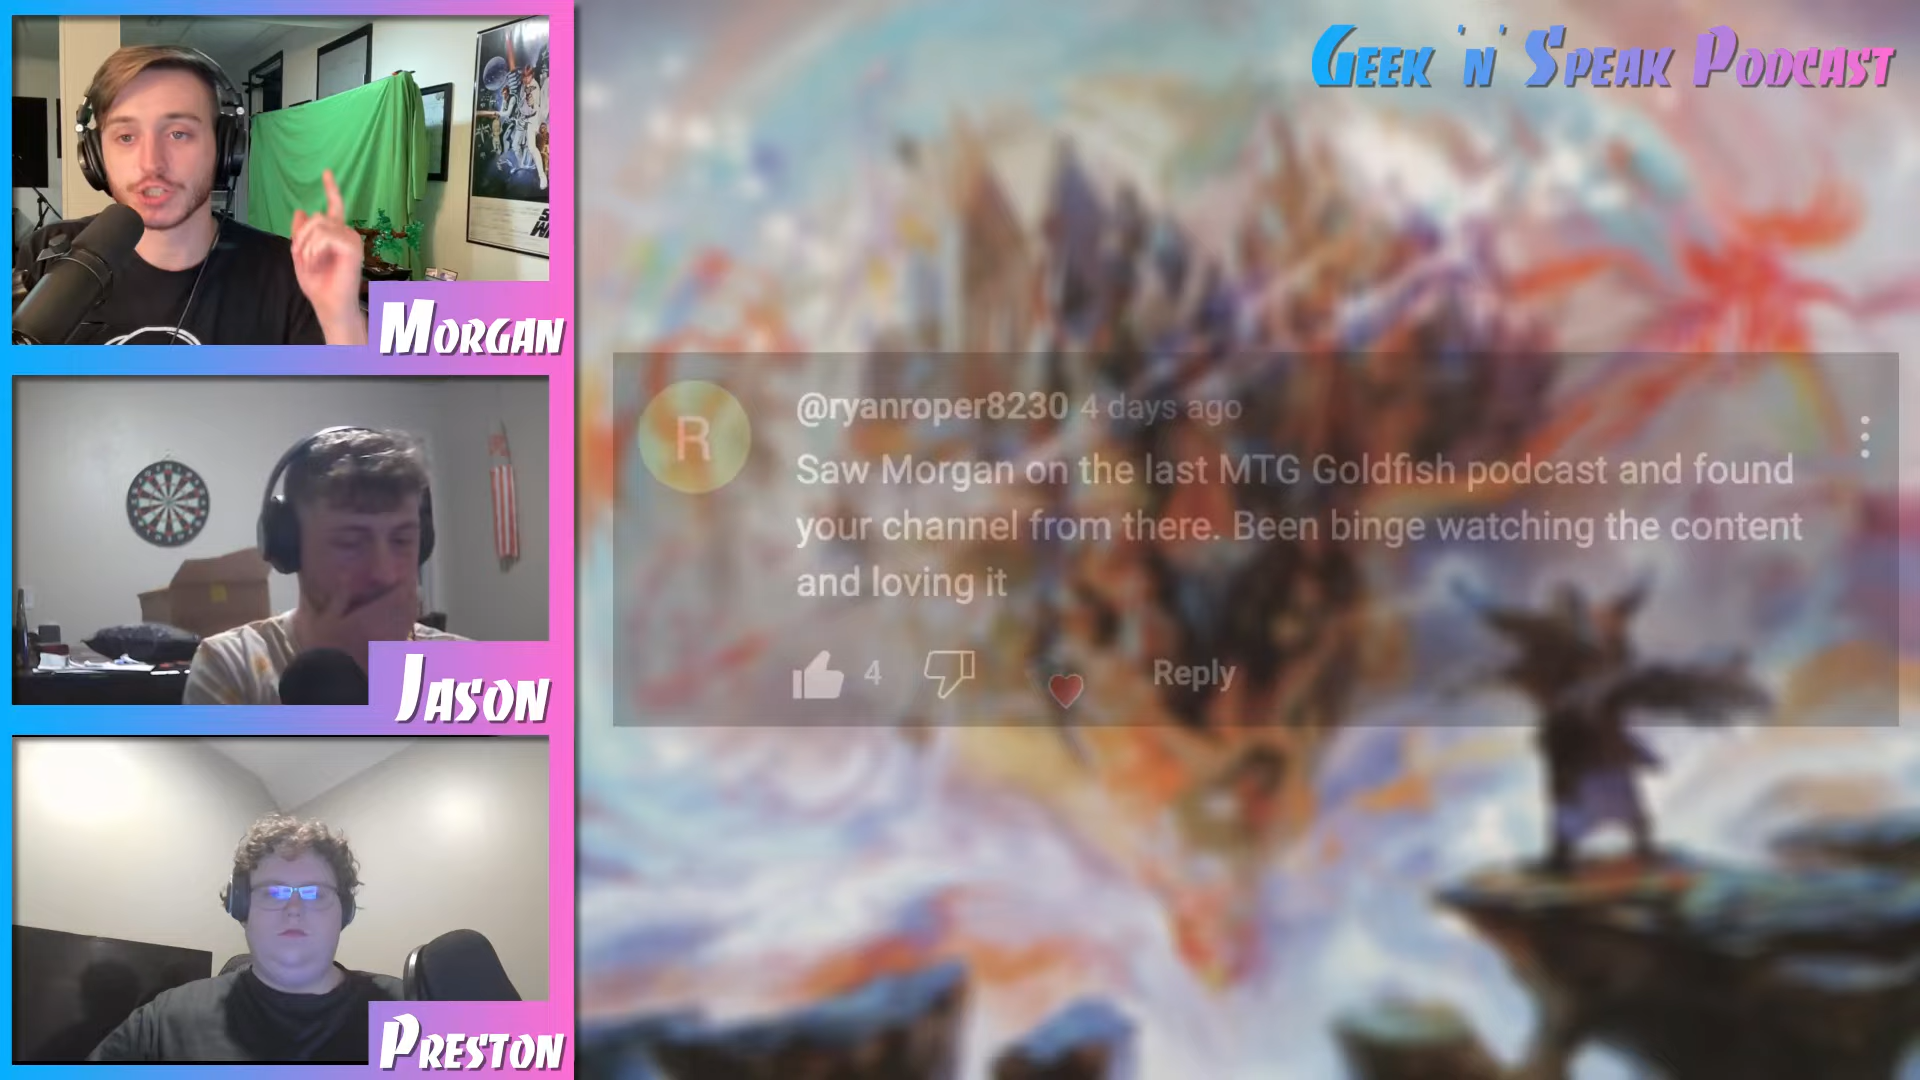 GEEK 'N' SPEAK PODCAST
MORGAN
JASON
PRESTON
R
@ryanroper8230 4 days ago
Saw Morgan on the last MTG Goldfish podcast and found
your channel from there. Been binge watching the content
and loving it
4
Reply